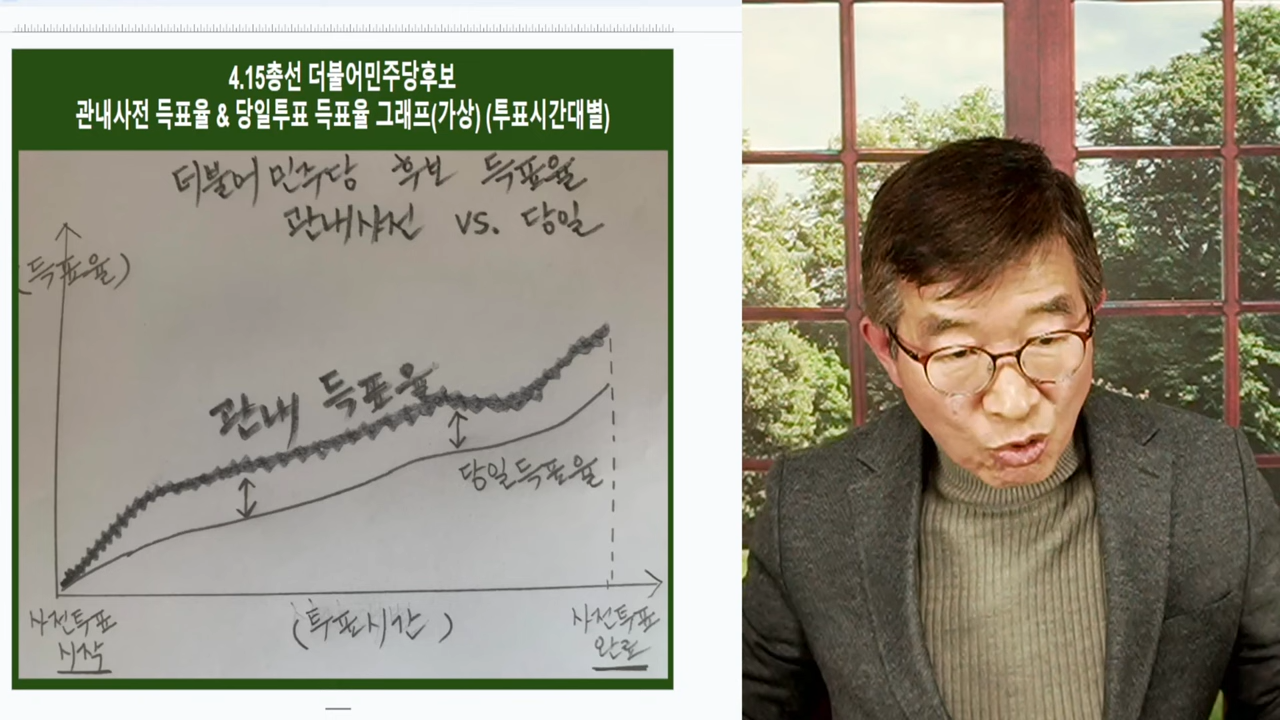 4.15총선 더불어민주당후보
관내사전 득표율 & 당일투표 득표율 그래프(가상) (투표시간대별)
더불어 민주당 후보 득표율
관내사전 vs. 당일
(득표율)
관내 득표율
당일득표율
사전투표
시작
(투표시간)
사전투표
완료